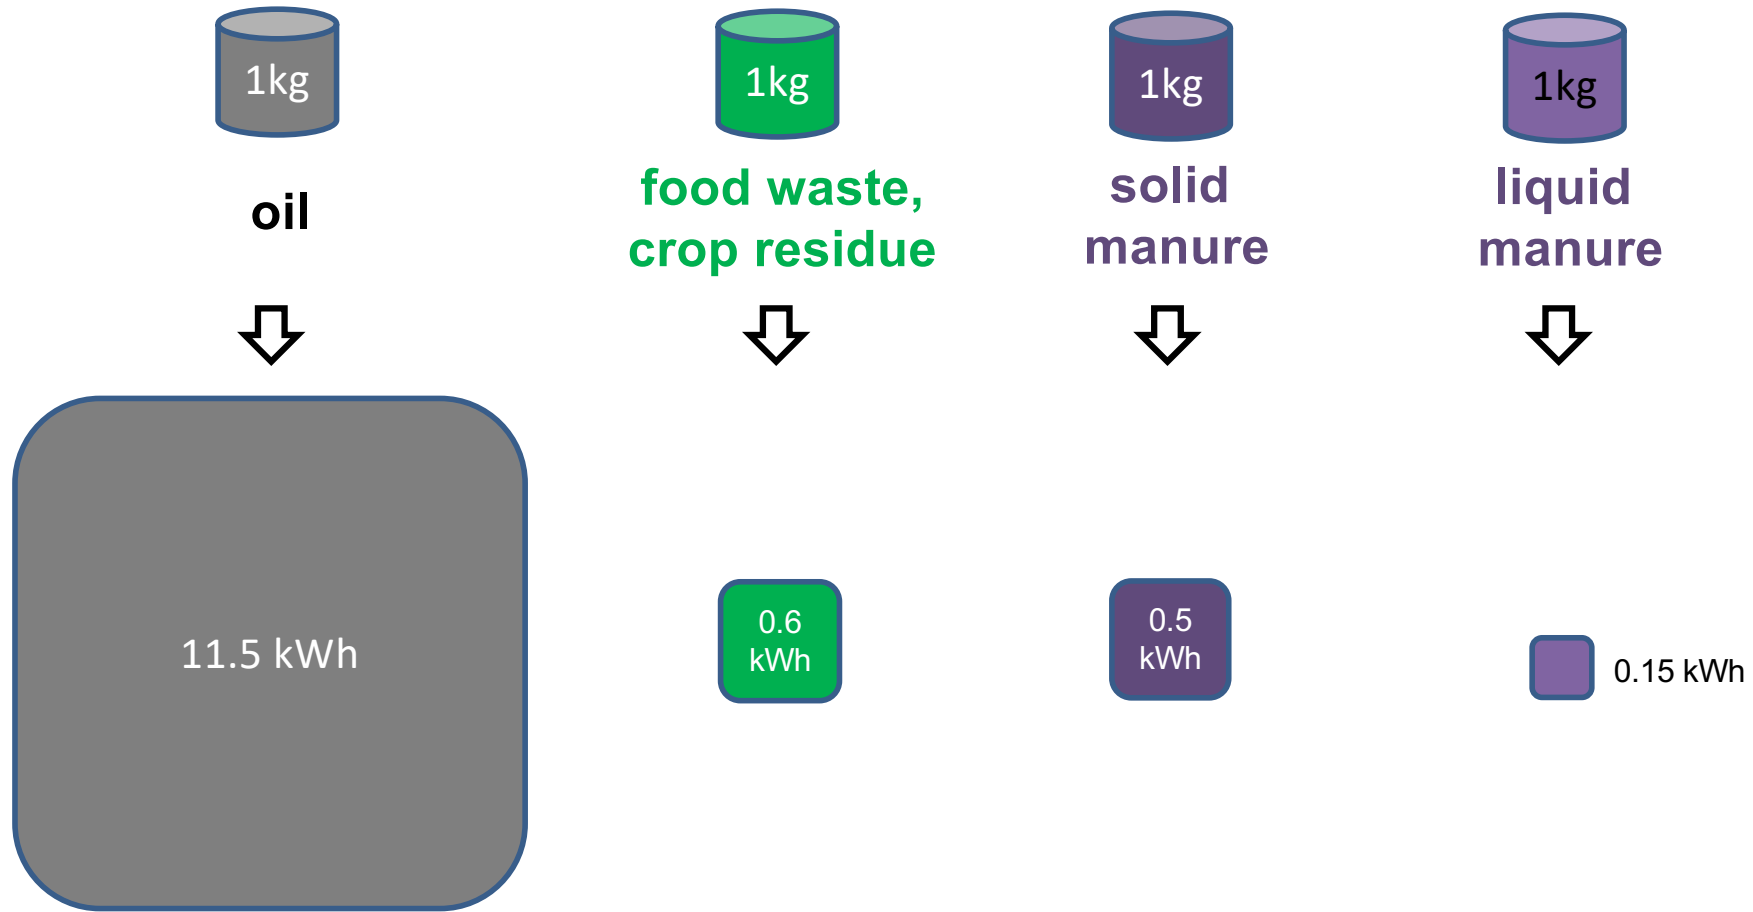 1kg
1kg
1kg
1kg
oil
food waste,
crop residue
solid
manure
liquid
manure
11.5 kWh
0.6
kWh
0.5
kWh
0.15 kWh